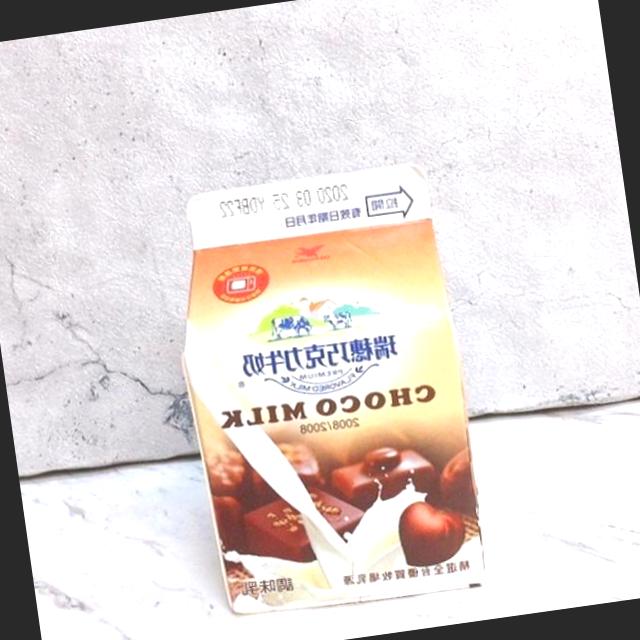 拉開
2020 03 25 YDBF22
有效日期年月日
瑞穗巧克力牛奶
PREMIUM
FLAVORED MILK
CHOCO MILK
2008/2008
精選全台優質牧場乳源
調味乳